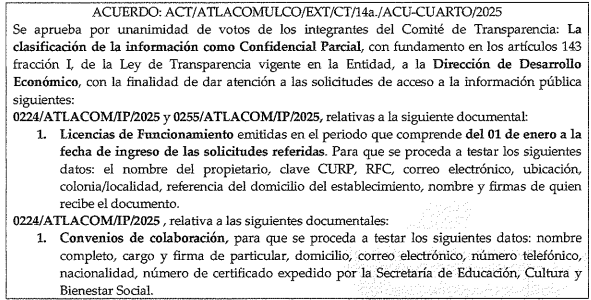 ACUERDO: ACT/ATLACOMULCO/EXT/CT/14a./ACU-CUARTO/2025
Se aprueba por unanimidad de votos de los integrantes del Comité de Transparencia: La
clasificación de la información como Confidencial Parcial, con fundamento en los artículos 143
fracción I, de la Ley de Transparencia vigente en la Entidad, a la Dirección de Desarrollo
Económico, con la finalidad de dar atención a las solicitudes de acceso a la información pública
siguientes:
0224/ATLACOM/IP/2025 y 0255/ATLACOM/IP/2025, relativas a la siguiente documental:
1. Licencias de Funcionamiento emitidas en el periodo que comprende del 01 de enero a la
fecha de ingreso de las solicitudes referidas. Para que se proceda a testar los siguientes
datos: el nombre del propietario, clave CURP, RFC, correo electrónico, ubicación,
colonia/localidad, referencia del domicilio del establecimiento, nombre y firmas de quien
recibe el documento.
0224/ATLACOM/IP/2025 , relativa a las siguientes documentales:
1. Convenios de colaboración, para que se proceda a testar los siguientes datos: nombre
completo, cargo y firma de particular, domicilio, correo electrónico, número telefónico,
nacionalidad, número de certificado expedido por la Secretaría de Educación, Cultura y
Bienestar Social.